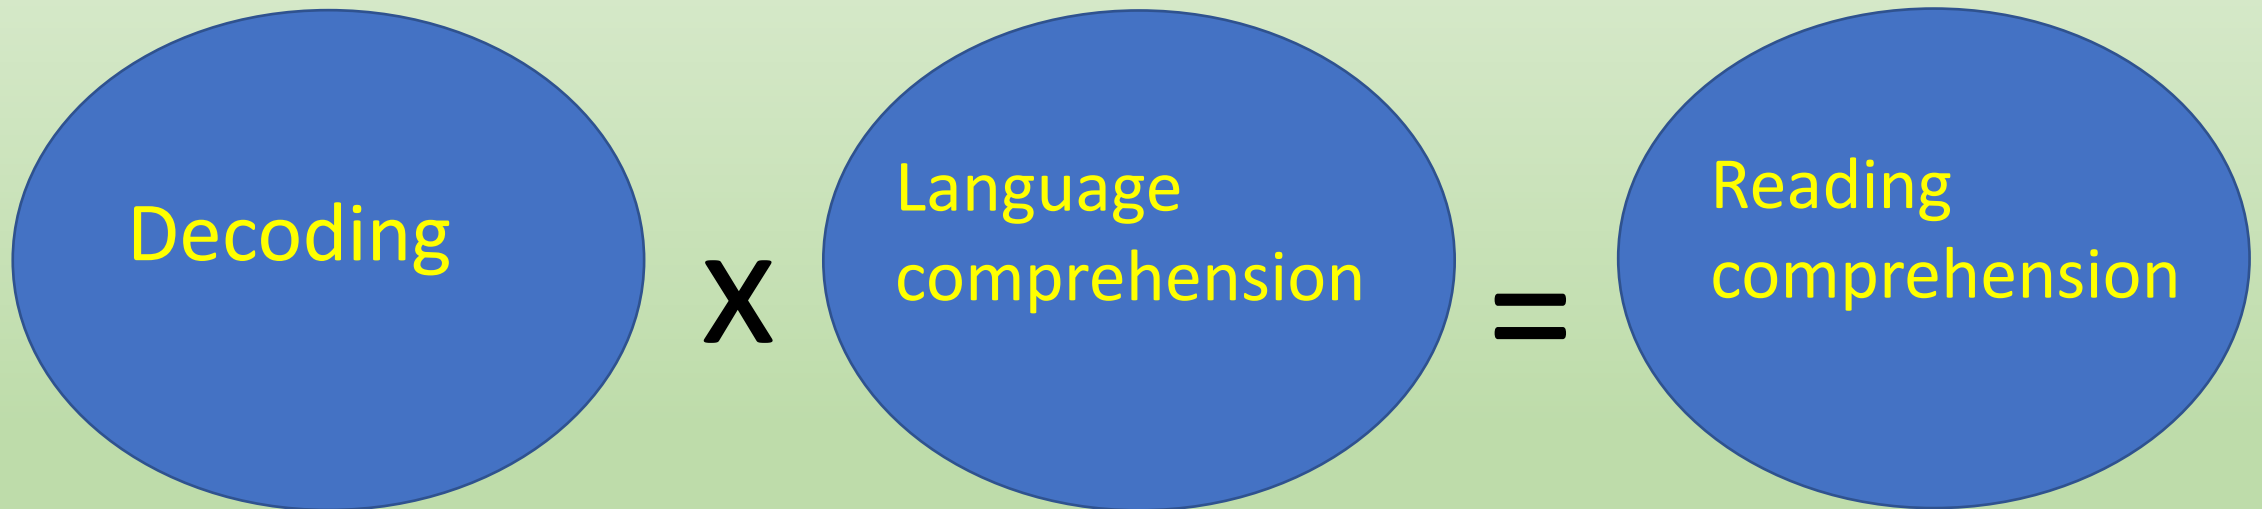 Decoding
x
Language
comprehension
=
Reading
comprehension